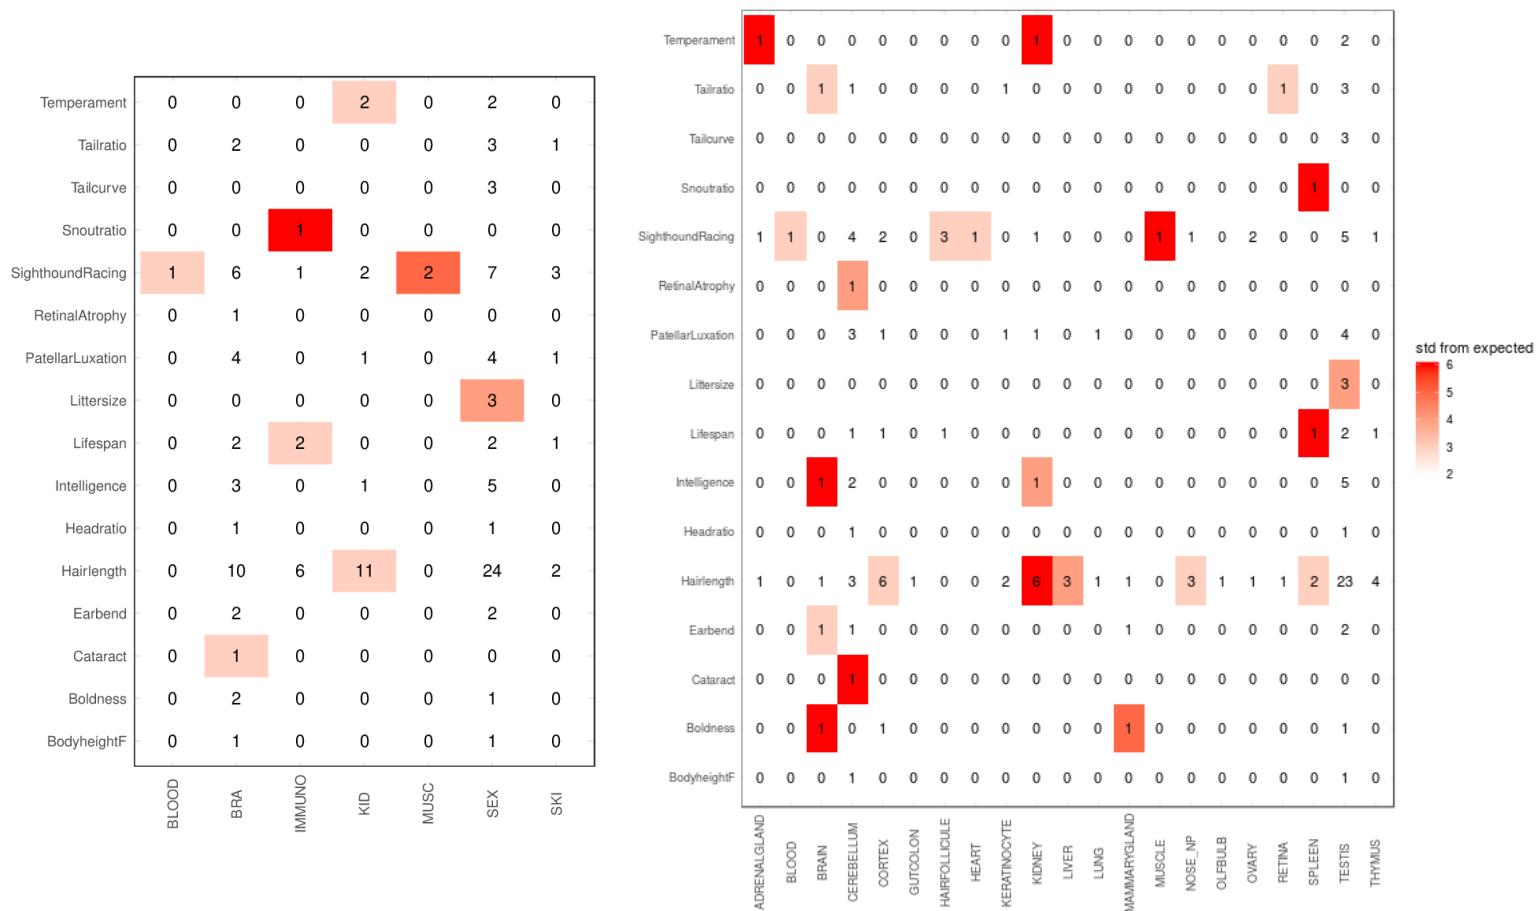 Temperament 0 0 0 2 0 2 0
Tailratio 0 2 0 0 0 3 1
Tailcurve 0 0 0 0 0 3 0
Snoutratio 0 0 1 0 0 0 0
SighthoundRacing 1 6 1 2 2 7 3
RetinalAtrophy 0 1 0 0 0 0 0
PatellarLuxation 0 4 0 1 0 4 1
Littersize 0 0 0 0 0 3 0
Lifespan 0 2 2 0 0 2 1
Intelligence 0 3 0 1 0 5 0
Headratio 0 1 0 0 0 1 0
Hairlength 0 10 6 11 0 24 2
Earbend 0 2 0 0 0 2 0
Cataract 0 1 0 0 0 0 0
Boldness 0 2 0 0 0 1 0
BodyheightF 0 1 0 0 0 1 0
BLOOD BRA IMMUNO KID MUSC SEX SKI
Temperament 1 0 0 0 0 0 0 0 0 1 0 0 0 0 0 0 0 0 0 2 0
Tailratio 0 0 1 1 0 0 0 0 1 0 0 0 0 0 0 0 0 1 0 3 0
Tailcurve 0 0 0 0 0 0 0 0 0 0 0 0 0 0 0 0 0 0 0 3 0
Snoutratio 0 0 0 0 0 0 0 0 0 0 0 0 0 0 0 0 0 0 1 0 0
SighthoundRacing 1 1 0 4 2 0 3 1 0 1 0 0 0 1 1 0 2 0 0 5 1
RetinalAtrophy 0 0 0 1 0 0 0 0 0 0 0 0 0 0 0 0 0 0 0 0 0
PatellarLuxation 0 0 0 3 1 0 0 0 1 1 0 1 0 0 0 0 0 0 0 4 0
Littersize 0 0 0 0 0 0 0 0 0 0 0 0 0 0 0 0 0 0 0 3 0
Lifespan 0 0 0 1 1 0 1 0 0 0 0 0 0 0 0 0 0 0 1 2 1
Intelligence 0 0 1 2 0 0 0 0 0 1 0 0 0 0 0 0 0 0 0 5 0
Headratio 0 0 0 1 0 0 0 0 0 0 0 0 0 0 0 0 0 0 0 1 0
Hairlength 1 0 1 3 6 1 0 0 2 6 3 1 1 0 3 1 1 1 2 23 4
Earbend 0 0 1 1 0 0 0 0 0 0 0 0 1 0 0 0 0 0 0 2 0
Cataract 0 0 0 1 0 0 0 0 0 0 0 0 0 0 0 0 0 0 0 0 0
Boldness 0 0 1 0 1 0 0 0 0 0 0 0 1 0 0 0 0 0 0 1 0
BodyheightF 0 0 0 1 0 0 0 0 0 0 0 0 0 0 0 0 0 0 0 1 0
ADRENALGLAND BLOOD BRAIN CEREBELLUM CORTEX GUTCOLON HAIRFOLLICULE HEART KERATINOCYTE KIDNEY LIVER LUNG MAMMARYGLAND MUSCLE NOSE_NP OLFBULB OVARY RETINA SPLEEN TESTIS THYMUS
std from expected
6
5
4
3
2